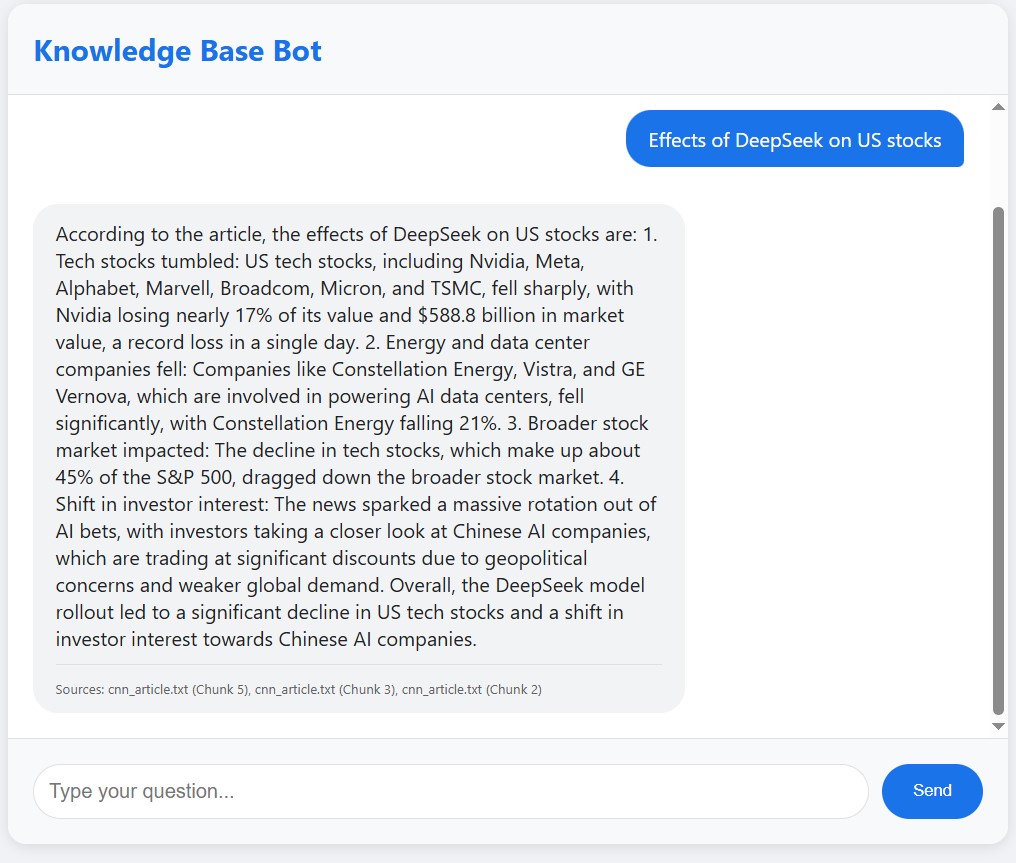 Knowledge Base Bot
Effects of DeepSeek on US stocks
According to the article, the effects of DeepSeek on US stocks are: 1.
Tech stocks tumbled: US tech stocks, including Nvidia, Meta,
Alphabet, Marvell, Broadcom, Micron, and TSMC, fell sharply, with
Nvidia losing nearly 17% of its value and $588.8 billion in market
value, a record loss in a single day. 2. Energy and data center
companies fell: Companies like Constellation Energy, Vistra, and GE
Vernova, which are involved in powering AI data centers, fell
significantly, with Constellation Energy falling 21%. 3. Broader stock
market impacted: The decline in tech stocks, which make up about
45% of the S&P 500, dragged down the broader stock market. 4.
Shift in investor interest: The news sparked a massive rotation out of
AI bets, with investors taking a closer look at Chinese AI companies,
which are trading at significant discounts due to geopolitical
concerns and weaker global demand. Overall, the DeepSeek model
rollout led to a significant decline in US tech stocks and a shift in
investor interest towards Chinese AI companies.
Sources: cnn_article.txt (Chunk 5), cnn_article.txt (Chunk 3), cnn_article.txt (Chunk 2)
Type your question...
Send